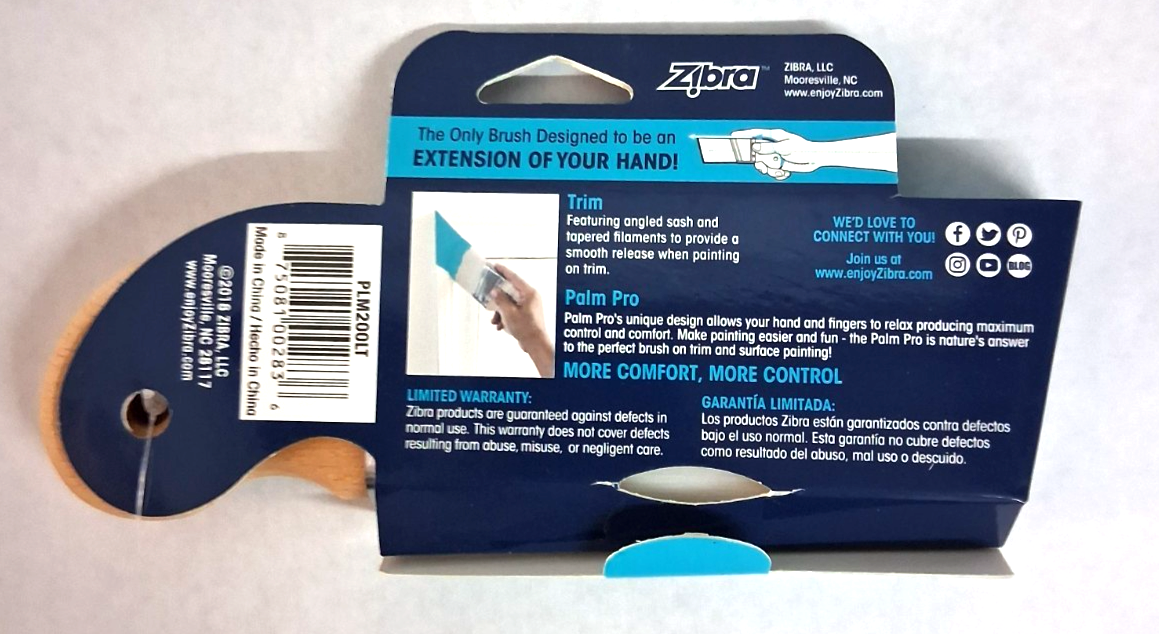 Zibra™
ZIBRA, LLC
Mooresville, NC
www.enjoyZibra.com
The Only Brush Designed to be an
EXTENSION OF YOUR HAND!
Trim
Featuring angled sash and
tapered filaments to provide a
smooth release when painting
on trim.
WE'D LOVE TO
CONNECT WITH YOU!
Join us at
www.enjoyZibra.com
BLOG
Palm Pro
Palm Pro's unique design allows your hand and fingers to relax producing maximum
control and comfort. Make painting easier and fun - the Palm Pro is nature's answer
to the perfect brush on trim and surface painting!
MORE COMFORT, MORE CONTROL
LIMITED WARRANTY:
Zibra products are guaranteed against defects in
normal use. This warranty does not cover defects
resulting from abuse, misuse, or negligent care.
GARANTÍA LIMITADA:
Los productos Zibra están garantizados contra defectos
bajo el uso normal. Esta garantía no cubre defectos
como resultado del abuso, mal uso o descuido.
PLM200LT
8 75081 00283 6
Made in China / Hecho in China
©2016 ZIBRA, LLC
Mooresville, NC 28117
www.enjoyZibra.com